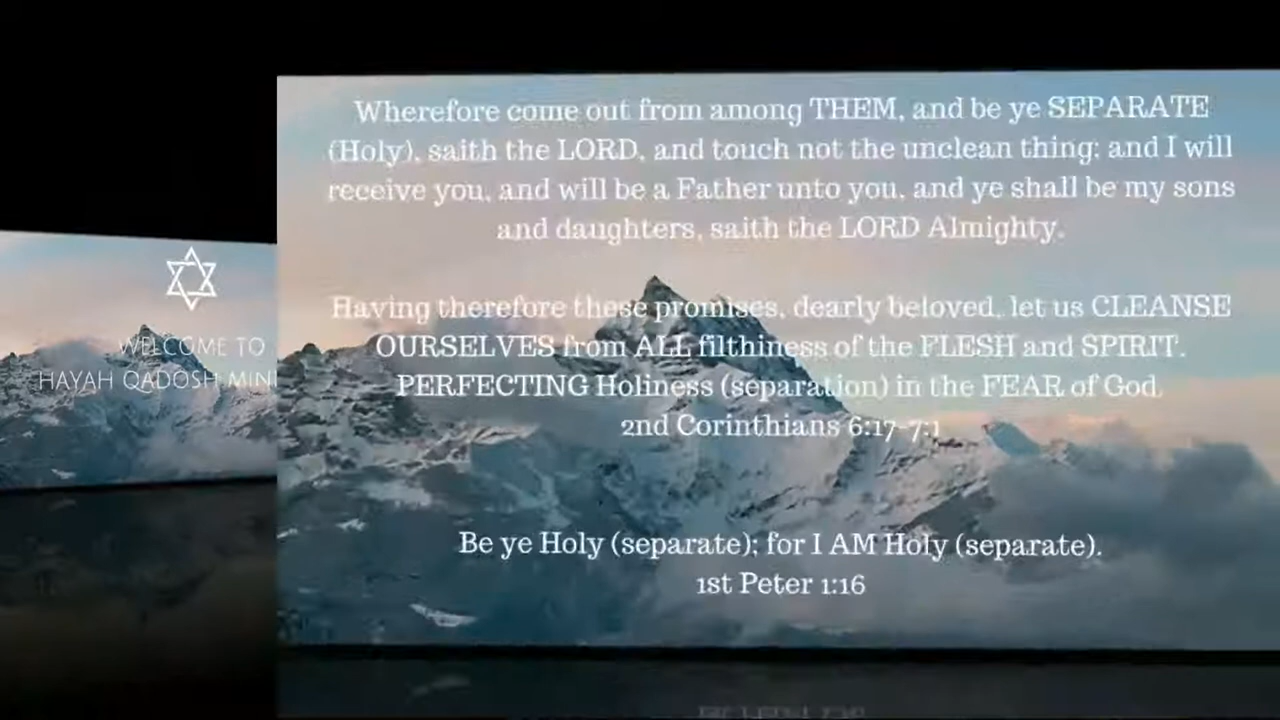 WELCOME TO
HAYAH QADOSH MINI
Wherefore come out from among THEM, and be ye SEPARATE
(Holy), saith the LORD, and touch not the unclean thing; and I will
receive you, and will be a Father unto you, and ye shall be my sons
and daughters, saith the LORD Almighty.
Having therefore these promises, dearly beloved, let us CLEANSE
OURSELVES from ALL filthiness of the FLESH and SPIRIT,
PERFECTING Holiness (separation) in the FEAR of God.
2nd Corinthians 6:17-7:1
Be ye Holy (separate); for I AM Holy (separate).
1st Peter 1:16